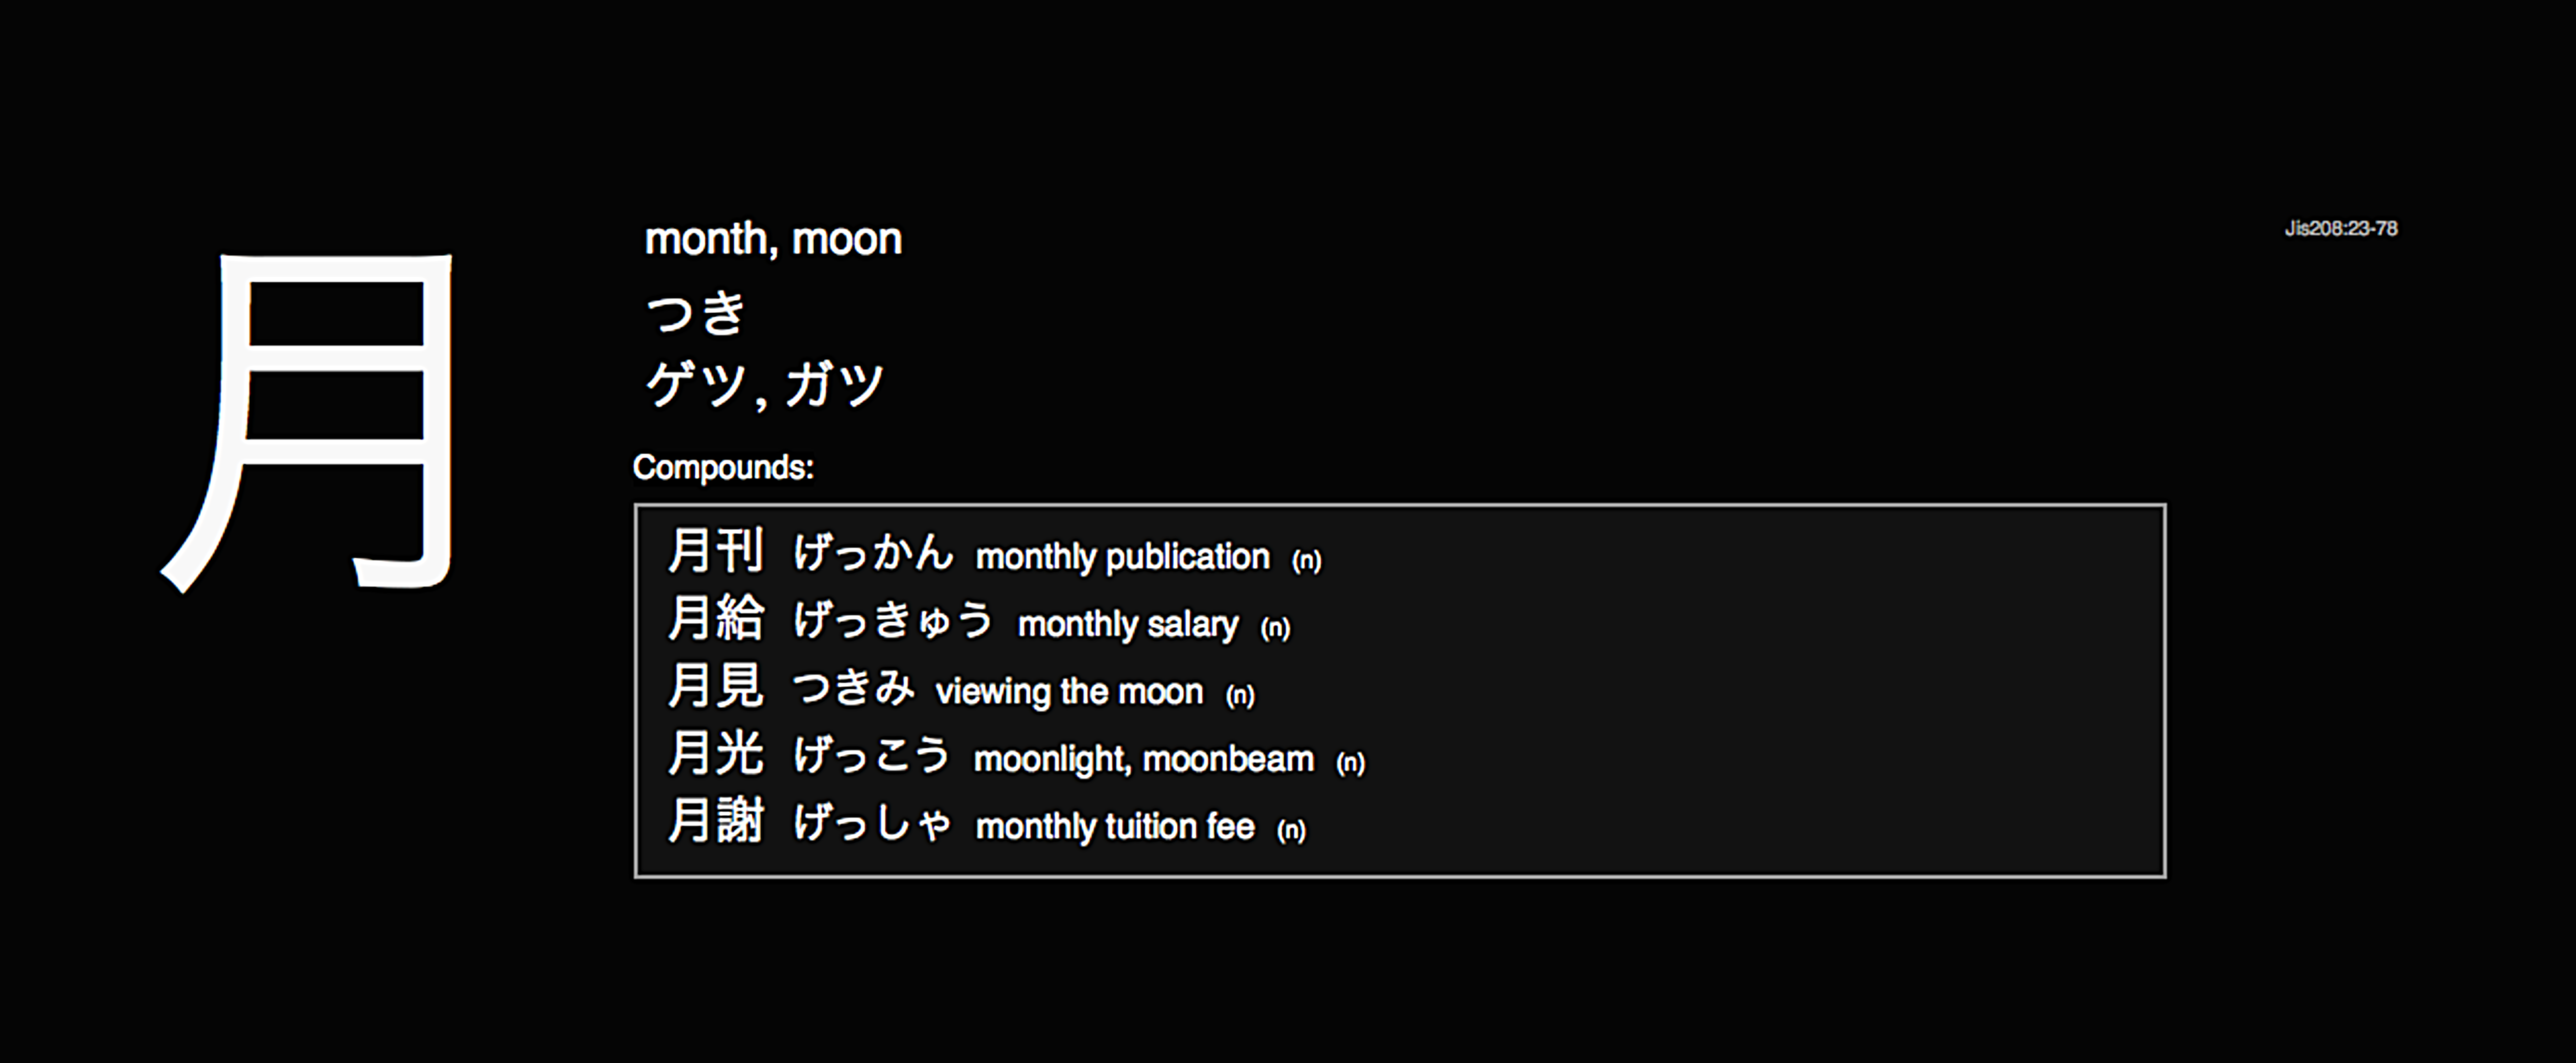 月
month, moon
Jis208:23-78
つき
ゲツ, ガツ
Compounds:
月刊 げっかん monthly publication (n)
月給 げっきゅう monthly salary (n)
月見 つきみ viewing the moon (n)
月光 げっこう moonlight, moonbeam (n)
月謝 げっしゃ monthly tuition fee (n)